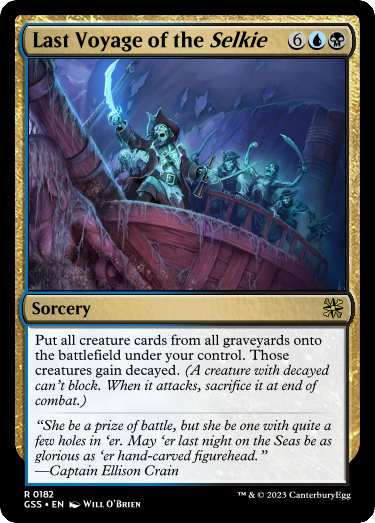 Last Voyage of the Selkie 6
Sorcery
Put all creature cards from all graveyards onto
the battlefield under your control. Those
creatures gain decayed. (A creature with decayed
can't block. When it attacks, sacrifice it at end of
combat.)
"She be a prize of battle, but she be one with quite a
few holes in 'er. May 'er last night on the Seas be as
glorious as 'er hand-carved figurehead."
—Captain Ellison Crain
R 0182
GSS • EN Will O'Brien
™ & © 2023 CanterburyEgg